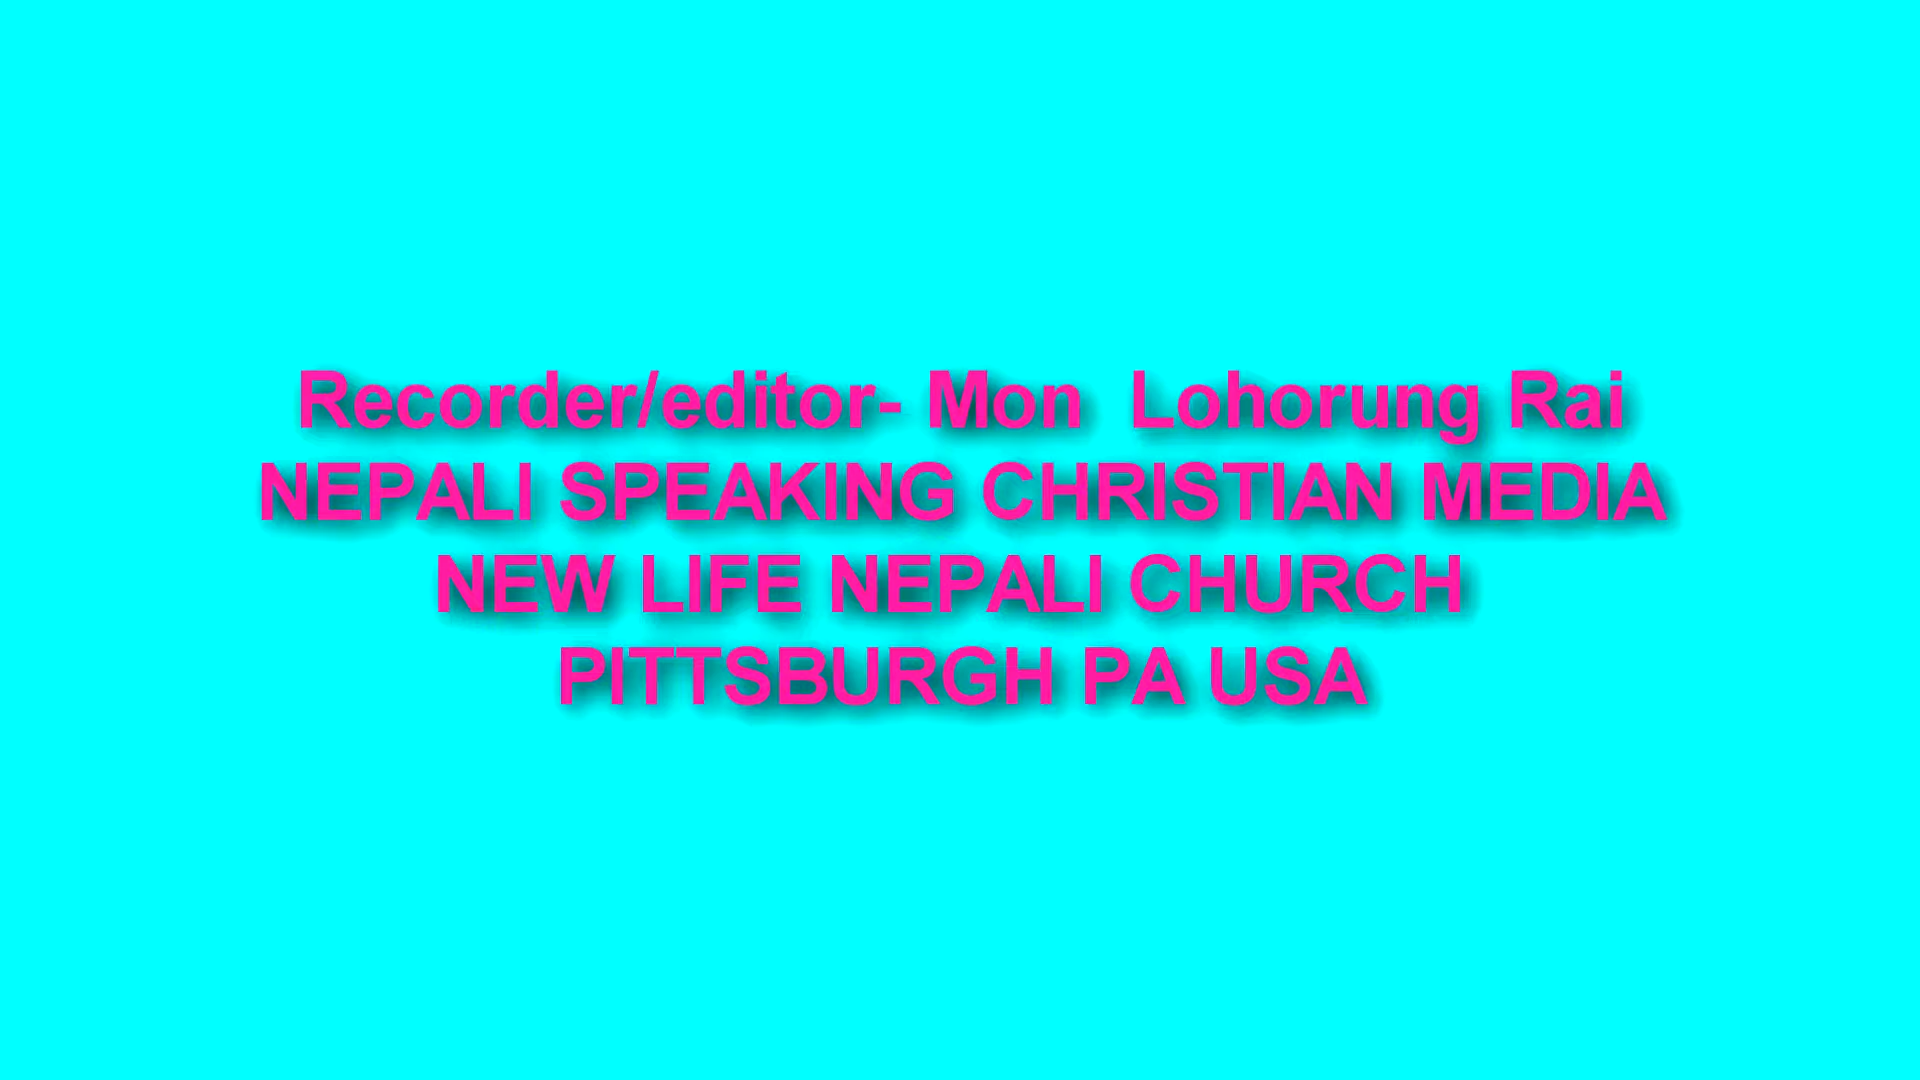 Recorder/editor- Mon  Lohorung Rai
NEPALI SPEAKING CHRISTIAN MEDIA
NEW LIFE NEPALI CHURCH
PITTSBURGH PA USA